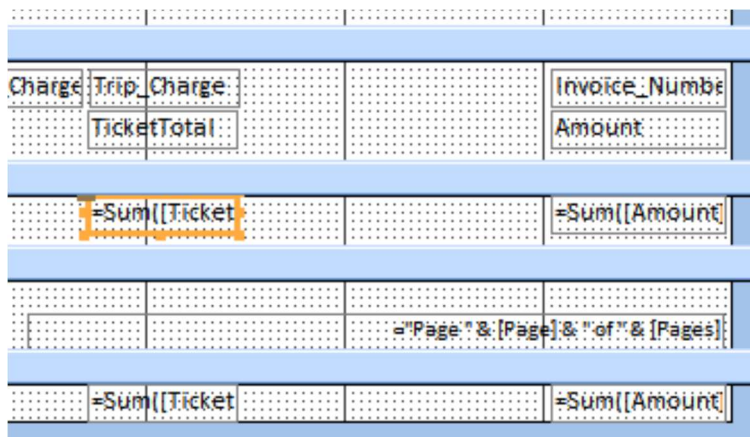 Charge Trip_Charge Invoice_Numbe
TicketTotal Amount
=Sum([Ticket =Sum([Amount]
="Page " & [Page] & " of " & [Pages]
=Sum([Ticket =Sum([Amount]